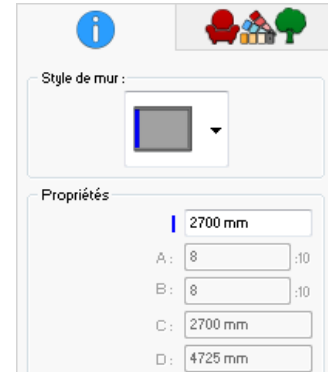 Style de mur :
Propriétés
2700 mm
A : 8 :10
B : 8 :10
C : 2700 mm
D : 4725 mm